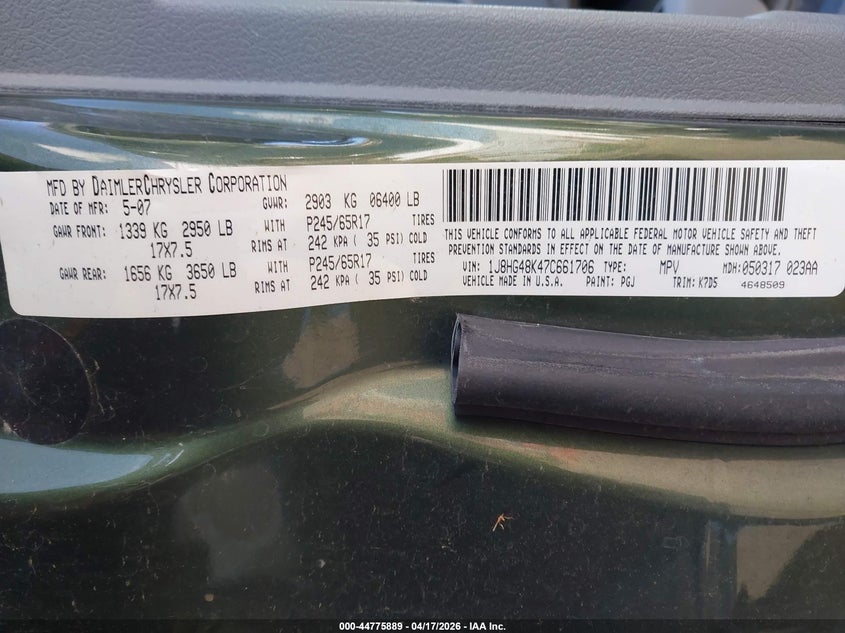 MFD BY DAIMLERCHRYSLER CORPORATION
DATE OF MFR: 5-07 GVWR: 2903 KG 06400 LB
GAWR FRONT: 1339 KG 2950 LB WITH P245/65R17 TIRES
17X7.5 RIMS AT 242 KPA ( 35 PSI) COLD
GAWR REAR: 1656 KG 3650 LB WITH P245/65R17 TIRES
17X7.5 RIMS AT 242 KPA ( 35 PSI) COLD
THIS VEHICLE CONFORMS TO ALL APPLICABLE FEDERAL MOTOR VEHICLE SAFETY AND THEFT
PREVENTION STANDARDS IN EFFECT ON THE DATE OF MANUFACTURE SHOWN ABOVE.
VIN: 1J8HG48K47C661706 TYPE: MPV MDH: 050317 023AA
VEHICLE MADE IN U.S.A. PAINT: PGJ TRIM: K7D5 4648509
000-44775889 - 04/17/2026 - IAA Inc.